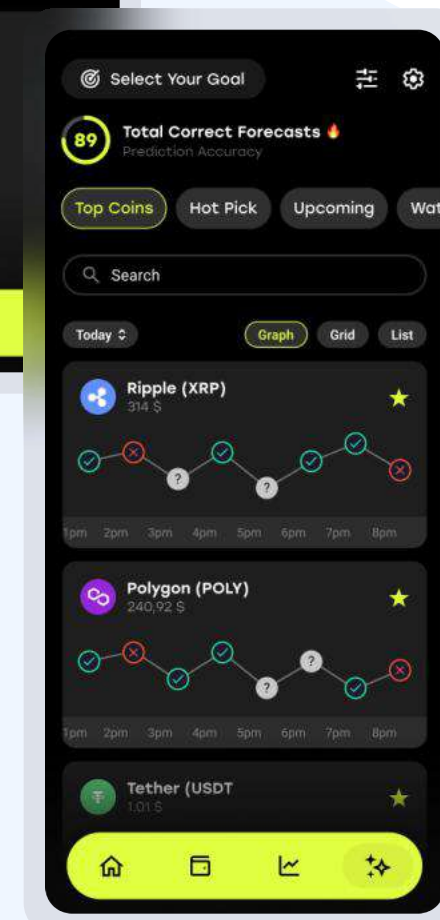 Select Your Goal
89
Total Correct Forecasts 🔥
Prediction Accuracy
Top Coins Hot Pick Upcoming Wat
Search
Today Graph Grid List
Ripple (XRP)
314 $
? ?
1pm 2pm 3pm 4pm 5pm 6pm 7pm 8pm
Polygon (POLY)
240,92 $
? ?
1pm 2pm 3pm 4pm 5pm 6pm 7pm 8pm
Tether (USDT
1.01 $